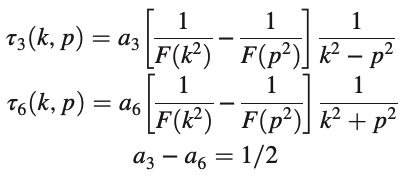 τ₃(k, p) = a₃ [ 1/F(k²) − 1/F(p²) ] 1/(k² − p²)
τ₆(k, p) = a₆ [ 1/F(k²) − 1/F(p²) ] 1/(k² + p²)
a₃ − a₆ = 1/2